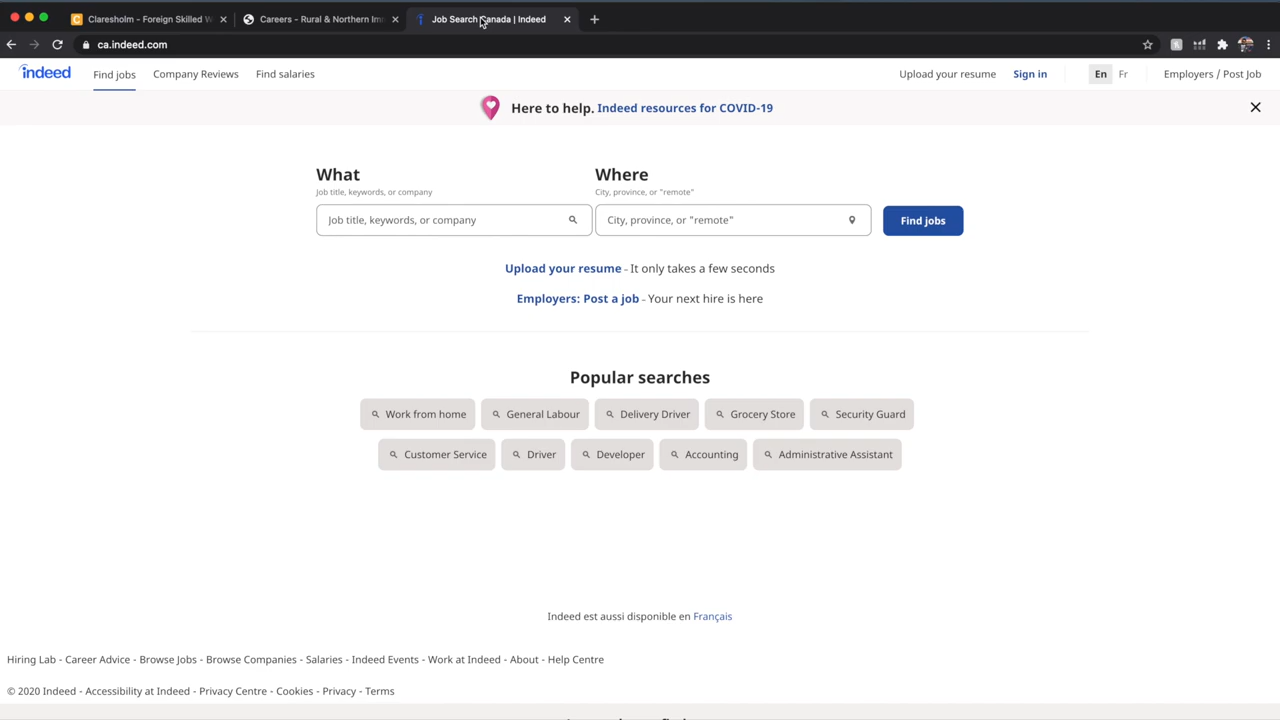 Claresholm - Foreign Skilled W
Careers - Rural & Northern Im
Job Search Canada | Indeed
ca.indeed.com
indeed
Find jobs
Company Reviews
Find salaries
Upload your resume
Sign in
En
Fr
Employers / Post Job
Here to help. Indeed resources for COVID-19
What
Job title, keywords, or company
Job title, keywords, or company
Where
City, province, or "remote"
City, province, or "remote"
Find jobs
Upload your resume - It only takes a few seconds
Employers: Post a job - Your next hire is here
Popular searches
Work from home
General Labour
Delivery Driver
Grocery Store
Security Guard
Customer Service
Driver
Developer
Accounting
Administrative Assistant
Indeed est aussi disponible en Français
Hiring Lab - Career Advice - Browse Jobs - Browse Companies - Salaries - Indeed Events - Work at Indeed - About - Help Centre
© 2020 Indeed - Accessibility at Indeed - Privacy Centre - Cookies - Privacy - Terms